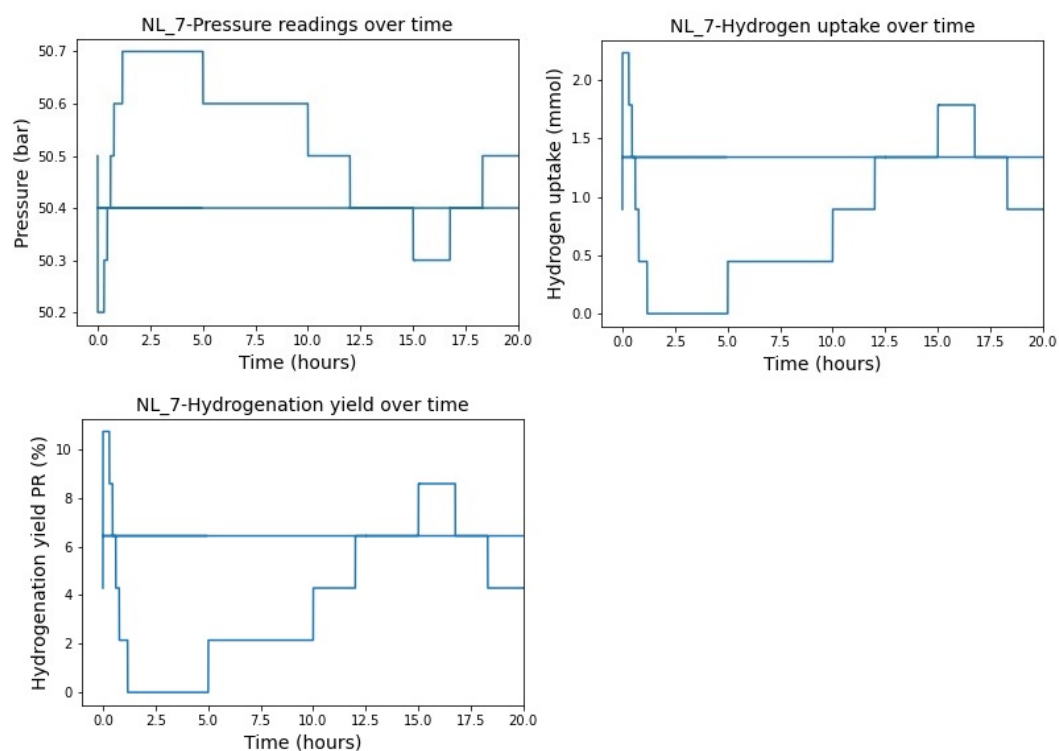 NL_7-Pressure readings over time
50.7
50.6
50.5
50.4
50.3
50.2
Pressure (bar)
0.0 2.5 5.0 7.5 10.0 12.5 15.0 17.5 20.0
Time (hours)
NL_7-Hydrogen uptake over time
2.0
1.5
1.0
0.5
0.0
Hydrogen uptake (mmol)
0.0 2.5 5.0 7.5 10.0 12.5 15.0 17.5 20.0
Time (hours)
NL_7-Hydrogenation yield over time
10
8
6
4
2
0
Hydrogenation yield PR (%)
0.0 2.5 5.0 7.5 10.0 12.5 15.0 17.5 20.0
Time (hours)